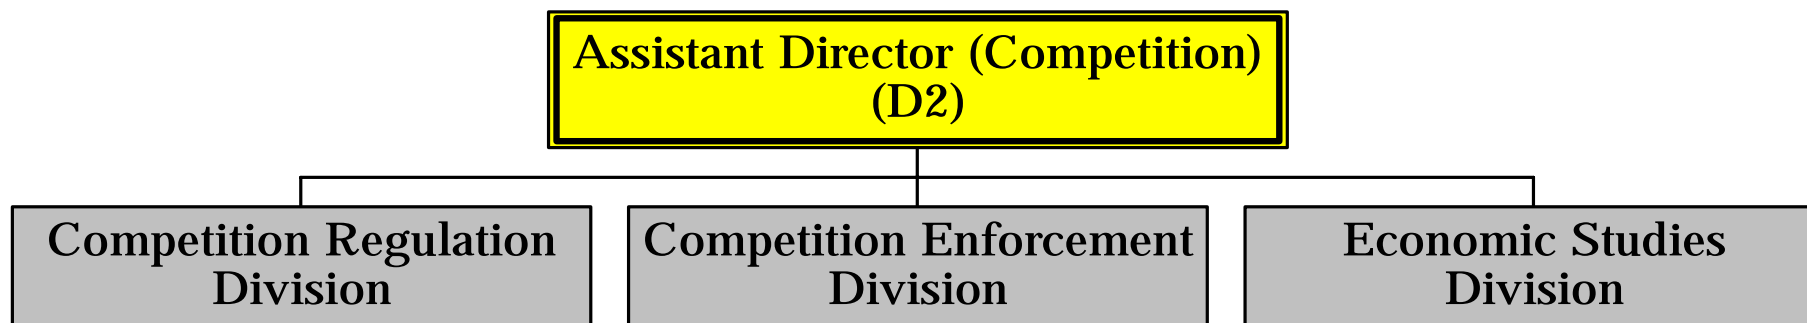 Assistant Director (Competition)
(D2)
Competition Regulation
Division
Competition Enforcement
Division
Economic Studies
Division